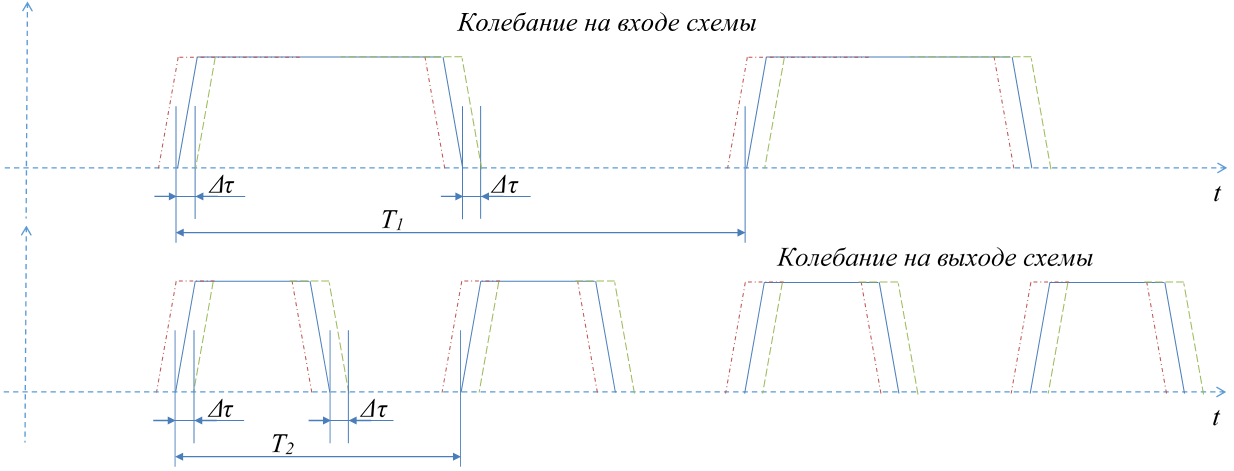 Колебание на входе схемы
Δτ
Δτ
t
T1
Колебание на выходе схемы
Δτ
Δτ
t
T2